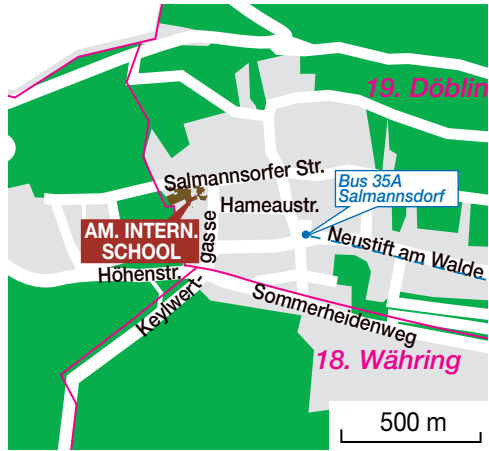 19. Döblin
Salmannsorfer Str.
Bus 35A
Salmannsdorf
Hameaustr.
AM. INTERN.
SCHOOL
Neustift am Walde
Höhenstr.
Keylwert-
gasse
Sommerheidenweg
18. Währing
500 m